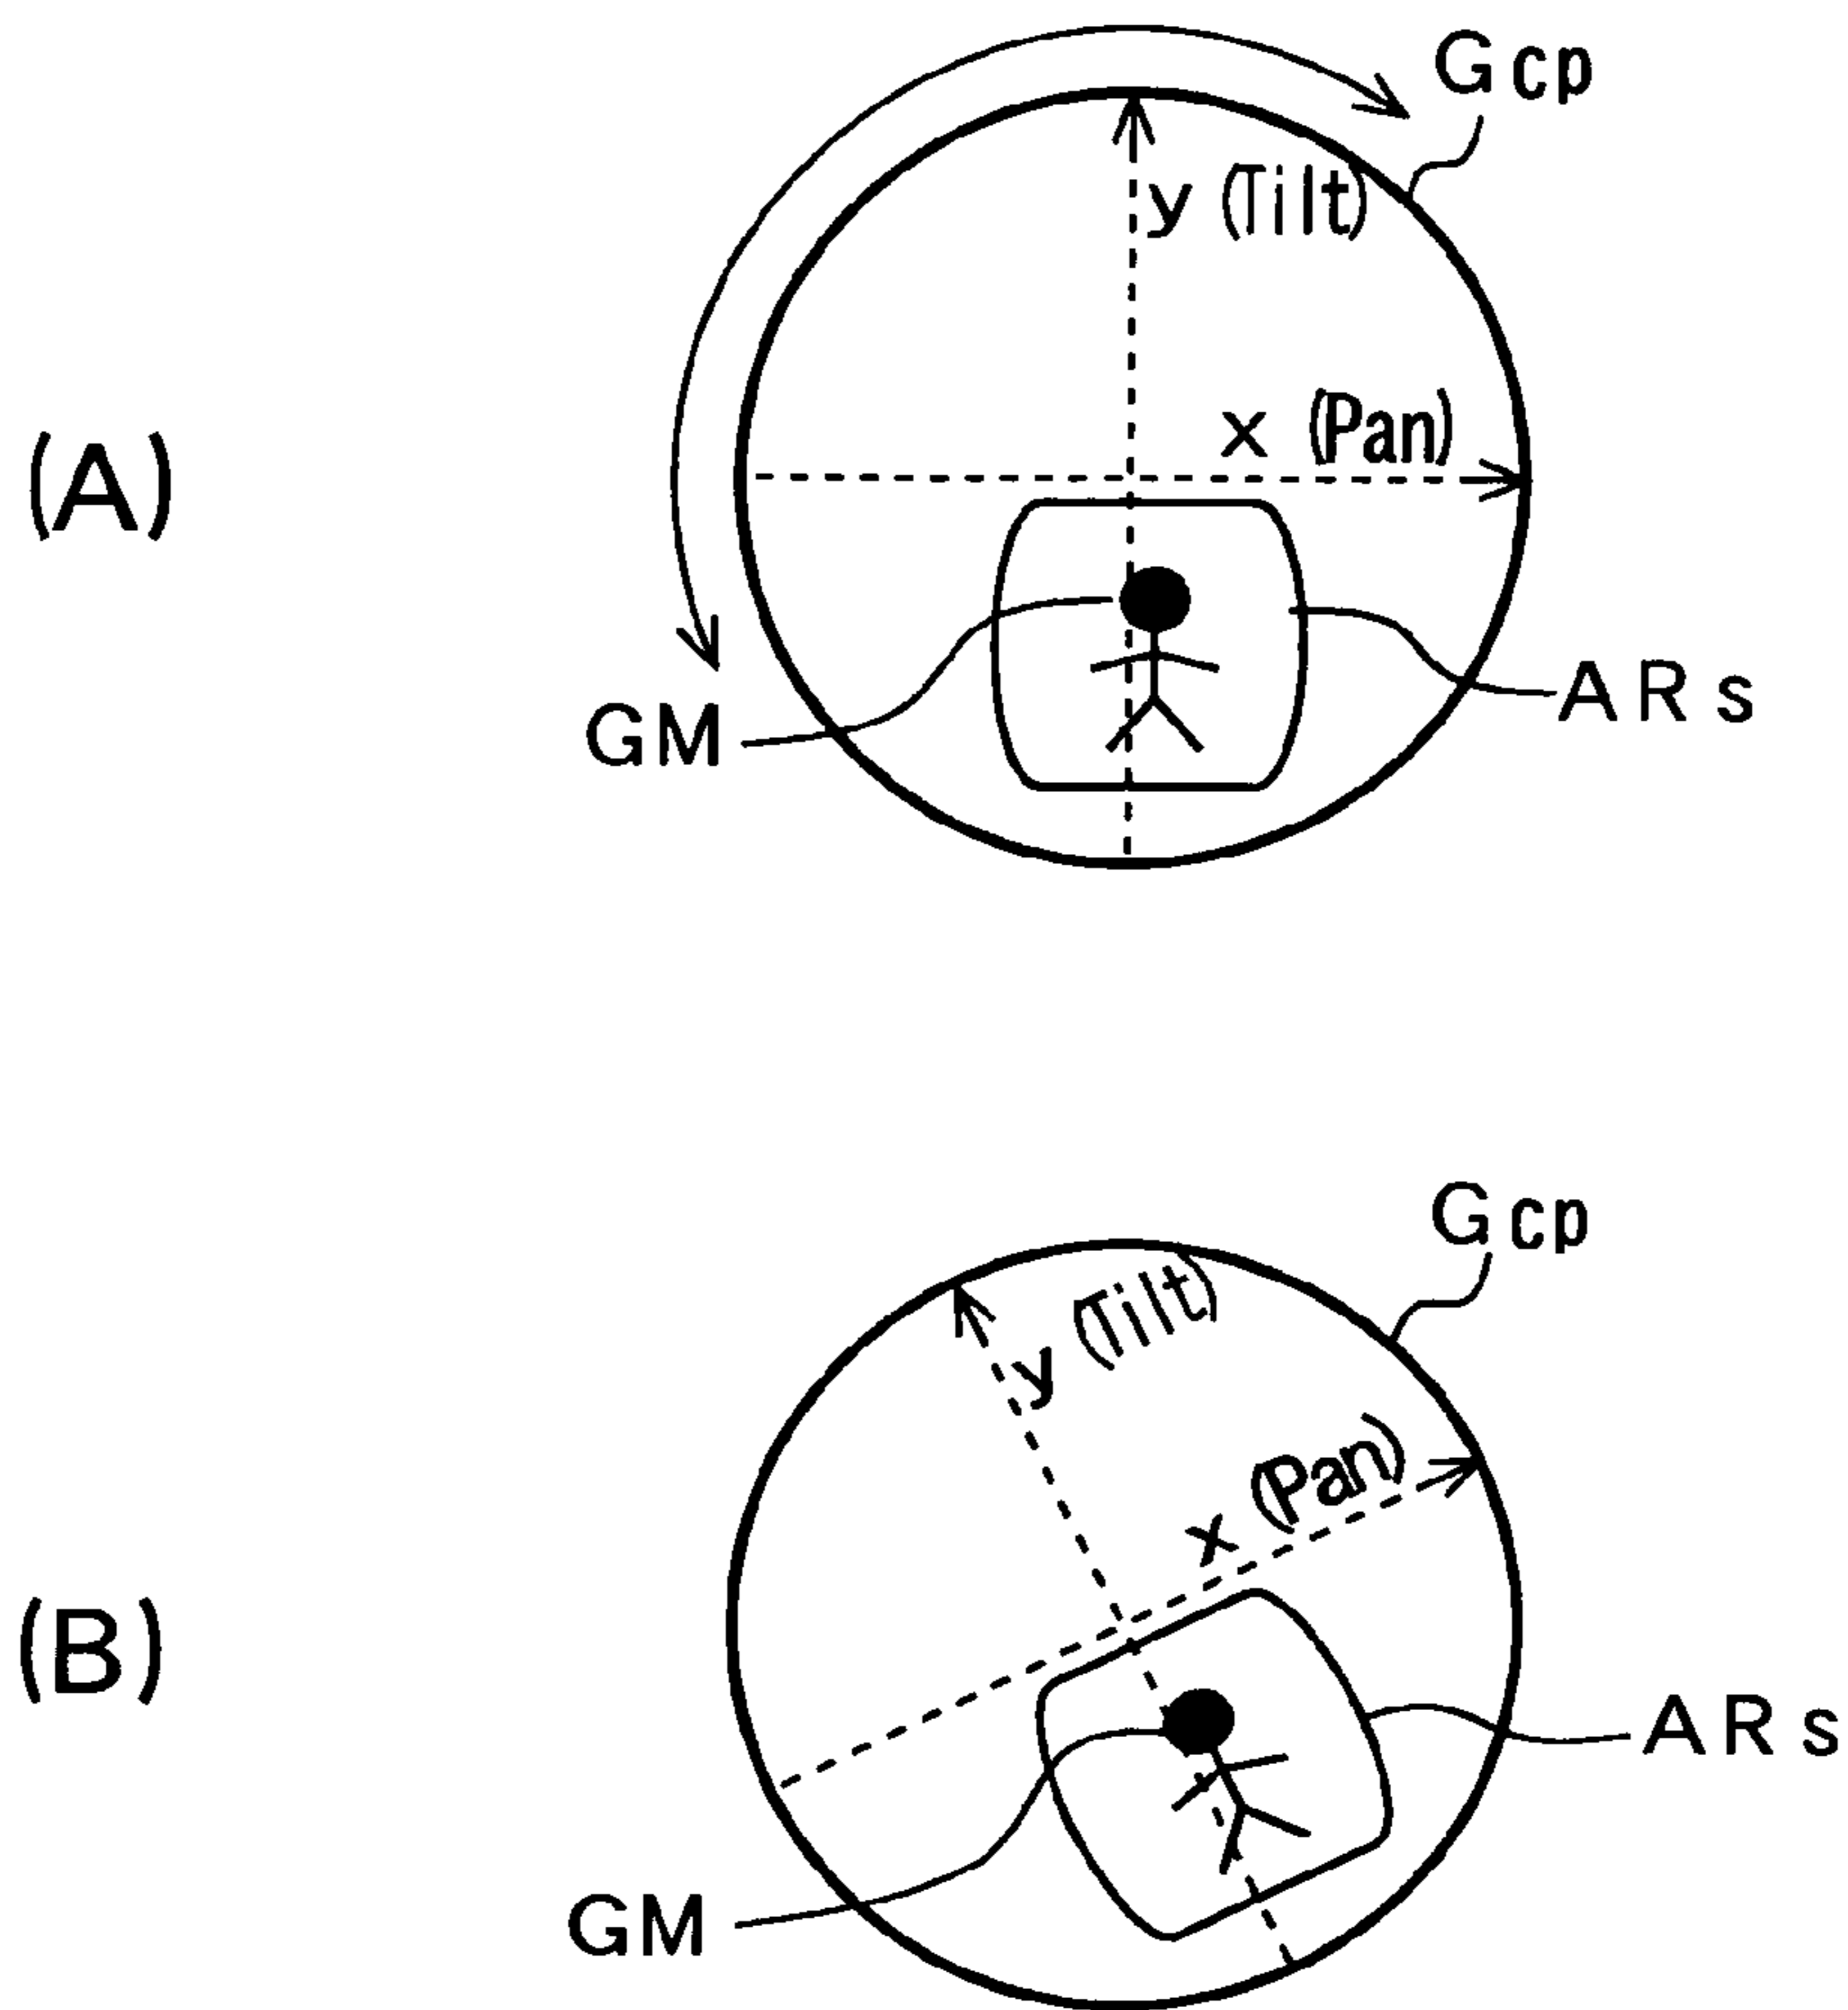 Gcp
y (Tilt)
x (Pan)
(A)
GM
ARs
Gcp
y (Tilt)
x (Pan)
(B)
ARs
GM